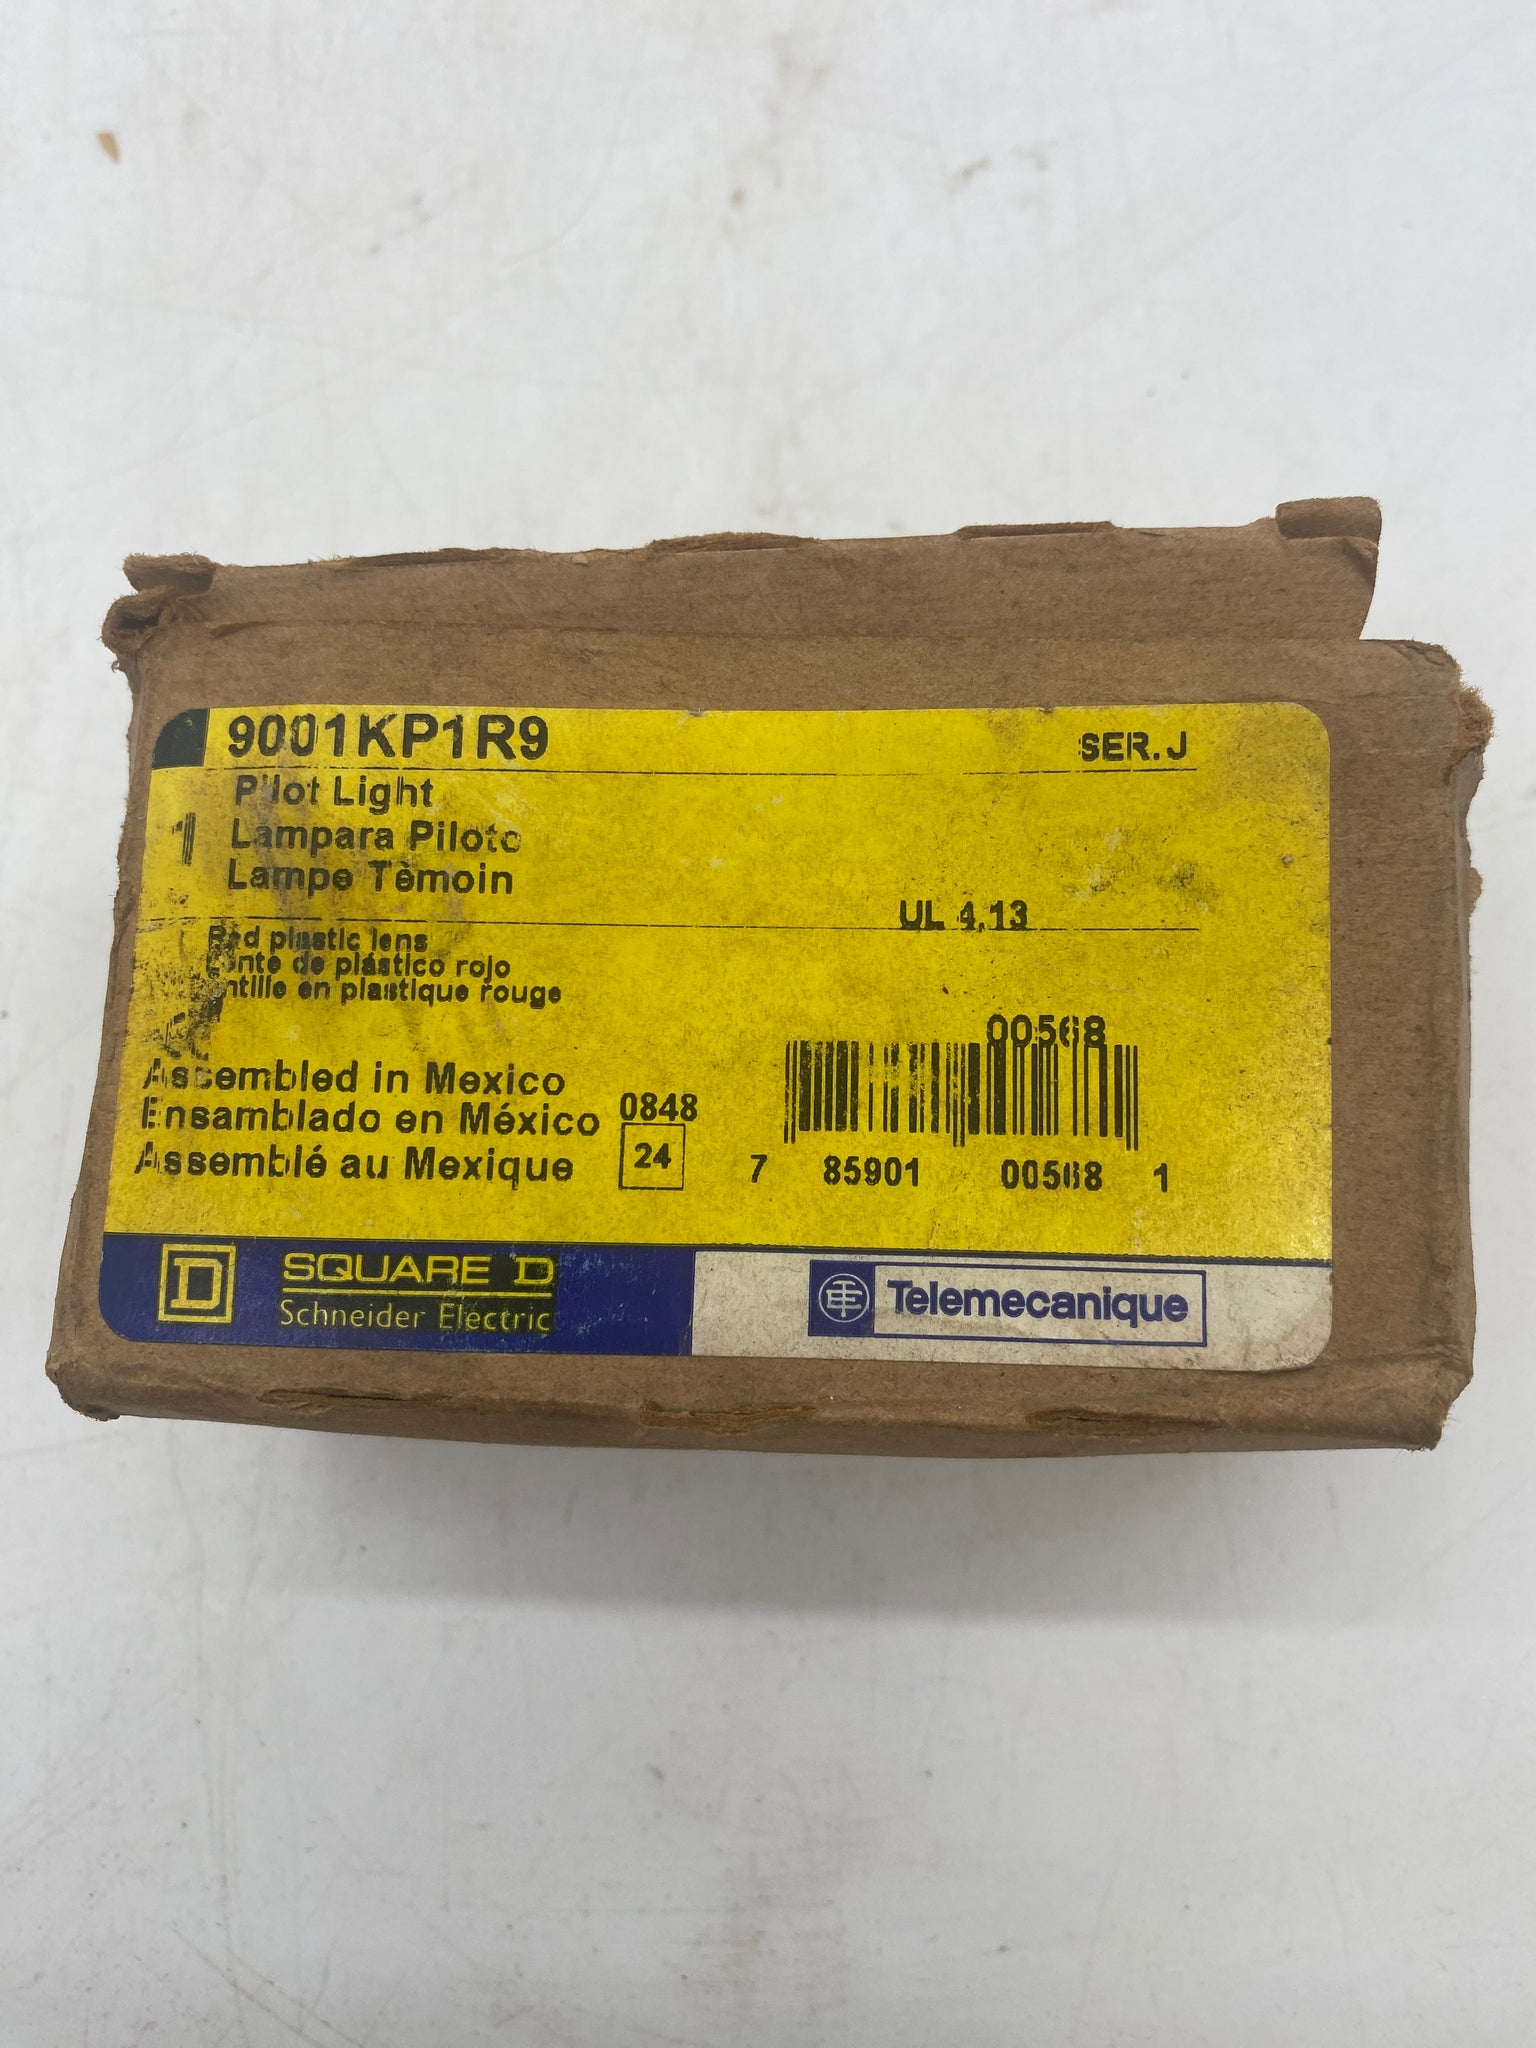 9001KP1R9
SER. J
Pilot Light
1
Lampara Piloto
Lampe Tèmoin
UL 4,13
Red plastic lens
Lente de plástico rojo
en plastique rouge
00568
Assembled in Mexico
Ensamblado en México
Assemblé au Mexique
0848
24
7 85901 00568 1
D
SQUARE D
Schneider Electric
TE
Telemecanique